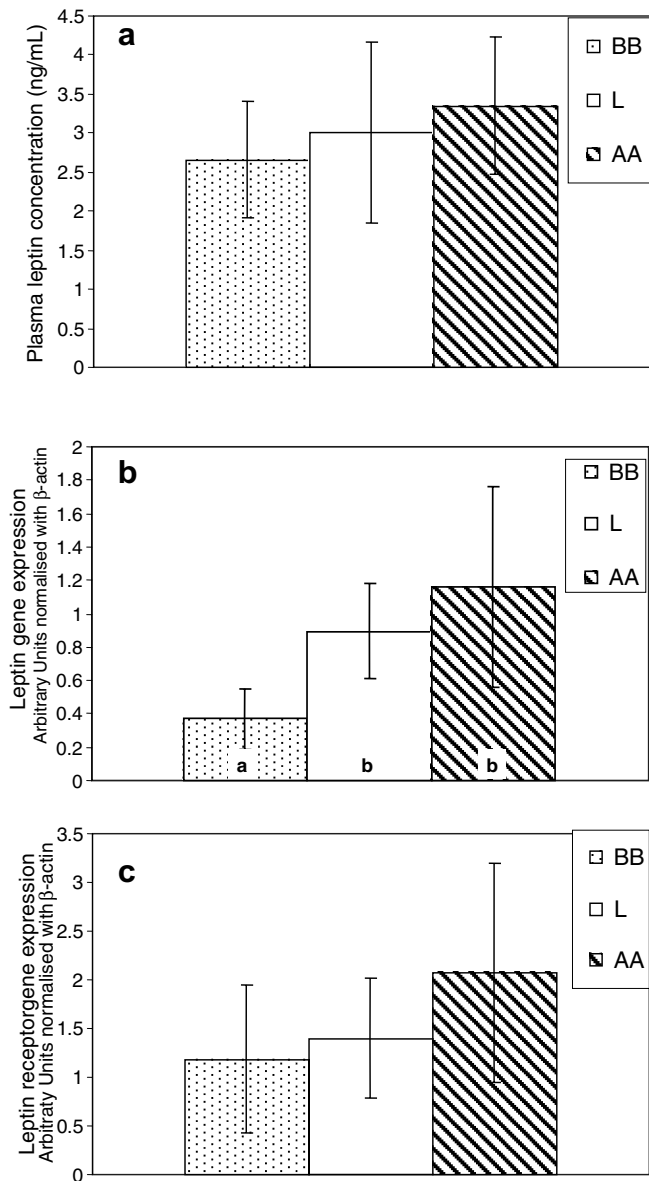 a
Plasma leptin concentration (ng/mL)
4.5
4
3.5
3
2.5
2
1.5
1
0.5
0
BB
L
AA
b
Leptin gene expression
Arbitrary Units normalised with β-actin
2
1.8
1.6
1.4
1.2
1
0.8
0.6
0.4
0.2
0
a
b
b
BB
L
AA
c
Leptin receptorgene expression
Arbitraty Units normalised with β-actin
3.5
3
2.5
2
1.5
1
0.5
0
BB
L
AA